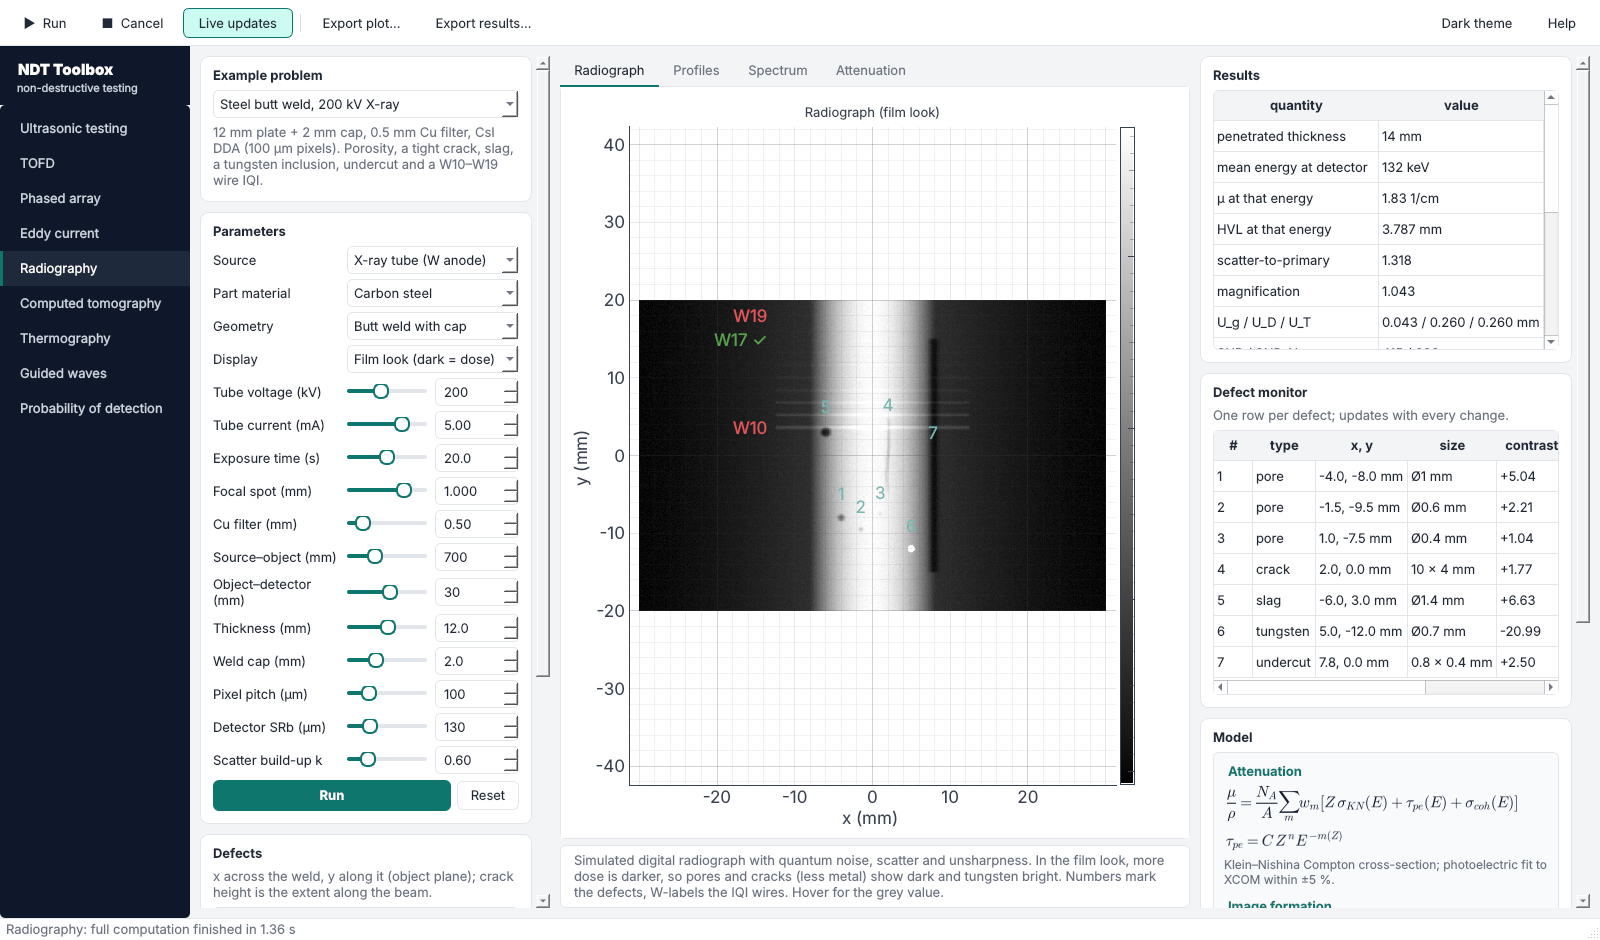 Run
Cancel
Live updates
Export plot...
Export results...
Dark theme
Help
NDT Toolbox
non-destructive testing
Ultrasonic testing
TOFD
Phased array
Eddy current
Radiography
Computed tomography
Thermography
Guided waves
Probability of detection
Example problem
Steel butt weld, 200 kV X-ray
12 mm plate + 2 mm cap, 0.5 mm Cu filter, CsI
DDA (100 µm pixels). Porosity, a tight crack, slag,
a tungsten inclusion, undercut and a W10–W19
wire IQI.
Parameters
Source X-ray tube (W anode)
Part material Carbon steel
Geometry Butt weld with cap
Display Film look (dark = dose)
Tube voltage (kV) 200
Tube current (mA) 5.00
Exposure time (s) 20.0
Focal spot (mm) 1.000
Cu filter (mm) 0.50
Source–object (mm) 700
Object–detector
(mm) 30
Thickness (mm) 12.0
Weld cap (mm) 2.0
Pixel pitch (µm) 100
Detector SRb (µm) 130
Scatter build-up k 0.60
Run
Reset
Defects
x across the weld, y along it (object plane); crack
height is the extent along the beam.
Radiograph
Profiles
Spectrum
Attenuation
Radiograph (film look)
40
30
20
10
0
-10
-20
-30
-40
y (mm)
W19
W17 ✓
W10
5
4
7
1
2
3
6
-20
-10
0
10
20
x (mm)
Simulated digital radiograph with quantum noise, scatter and unsharpness. In the film look, more
dose is darker, so pores and cracks (less metal) show dark and tungsten bright. Numbers mark
the defects, W-labels the IQI wires. Hover for the grey value.
Results
quantity value
penetrated thickness 14 mm
mean energy at detector 132 keV
µ at that energy 1.83 1/cm
HVL at that energy 3.787 mm
scatter-to-primary 1.318
magnification 1.043
U_g / U_D / U_T 0.043 / 0.260 / 0.260 mm
Defect monitor
One row per defect; updates with every change.
# type x, y size contrast
1 pore -4.0, -8.0 mm Ø1 mm +5.04
2 pore -1.5, -9.5 mm Ø0.6 mm +2.21
3 pore 1.0, -7.5 mm Ø0.4 mm +1.04
4 crack 2.0, 0.0 mm 10 × 4 mm +1.77
5 slag -6.0, 3.0 mm Ø1.4 mm +6.63
6 tungsten 5.0, -12.0 mm Ø0.7 mm -20.99
7 undercut 7.8, 0.0 mm 0.8 × 0.4 mm +2.50
Model
Attenuation
μ/ρ = N_A/A ∑_m w_m [Z σ_KN(E) + τ_pe(E) + σ_coh(E)]
τ_pe = C Z^n E^−m(Z)
Klein–Nishina Compton cross-section; photoelectric fit to
XCOM within ±5 %.
Image formation
Radiography: full computation finished in 1.36 s